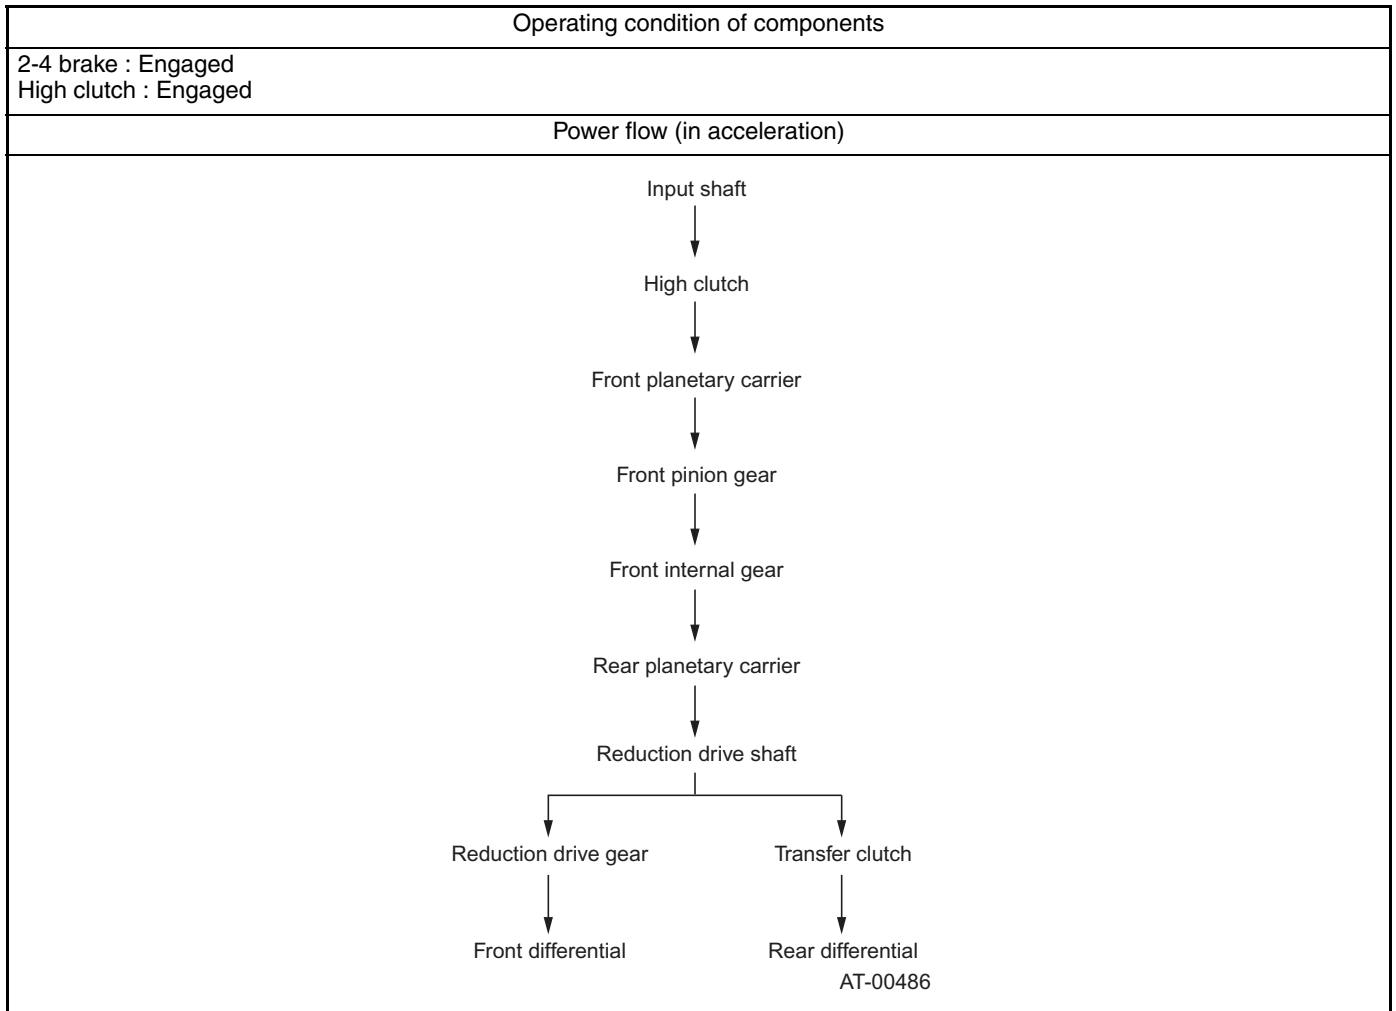 Operating condition of components
2-4 brake : Engaged
High clutch : Engaged
Power flow (in acceleration)
Input shaft
High clutch
Front planetary carrier
Front pinion gear
Front internal gear
Rear planetary carrier
Reduction drive shaft
Reduction drive gear
Transfer clutch
Front differential
Rear differential
AT-00486